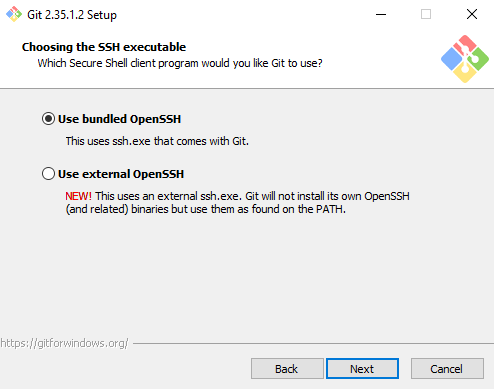 Git 2.35.1.2 Setup
Choosing the SSH executable
Which Secure Shell client program would you like Git to use?
Use bundled OpenSSH
This uses ssh.exe that comes with Git.
Use external OpenSSH
NEW! This uses an external ssh.exe. Git will not install its own OpenSSH
(and related) binaries but use them as found on the PATH.
https://gitforwindows.org/
Back Next Cancel